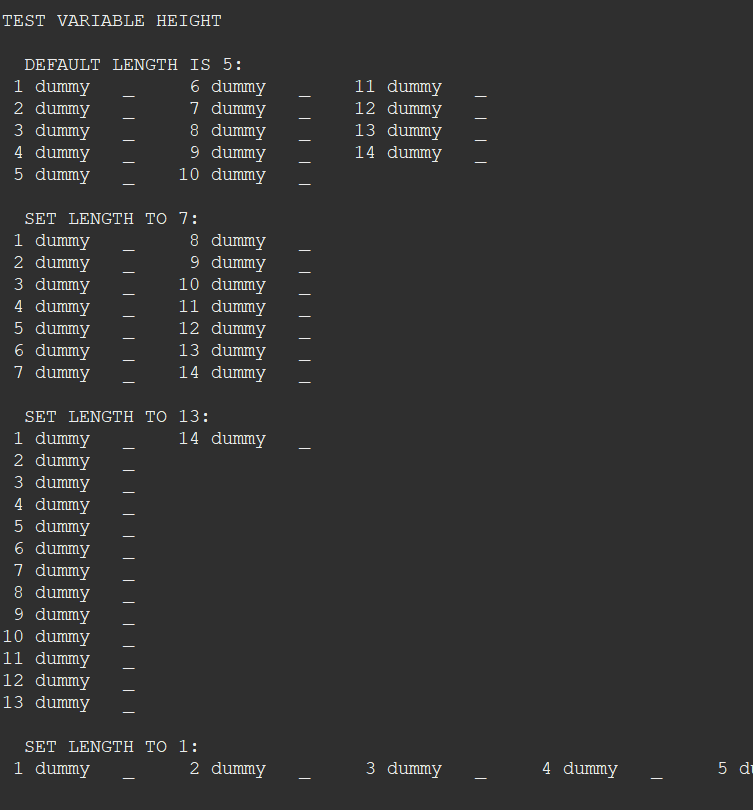 TEST VARIABLE HEIGHT
  DEFAULT LENGTH IS 5:
 1 dummy   _     6 dummy   _    11 dummy   _
 2 dummy   _     7 dummy   _    12 dummy   _
 3 dummy   _     8 dummy   _    13 dummy   _
 4 dummy   _     9 dummy   _    14 dummy   _
 5 dummy   _    10 dummy   _
  SET LENGTH TO 7:
 1 dummy   _     8 dummy   _
 2 dummy   _     9 dummy   _
 3 dummy   _    10 dummy   _
 4 dummy   _    11 dummy   _
 5 dummy   _    12 dummy   _
 6 dummy   _    13 dummy   _
 7 dummy   _    14 dummy   _
  SET LENGTH TO 13:
 1 dummy   _    14 dummy   _
 2 dummy   _
 3 dummy   _
 4 dummy   _
 5 dummy   _
 6 dummy   _
 7 dummy   _
 8 dummy   _
 9 dummy   _
10 dummy   _
11 dummy   _
12 dummy   _
13 dummy   _
  SET LENGTH TO 1:
 1 dummy   _     2 dummy   _     3 dummy   _     4 dummy   _     5